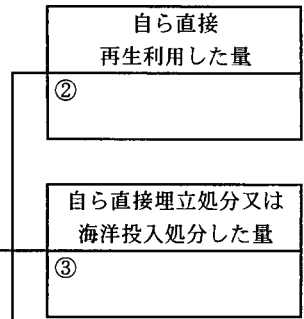 自ら直接
再生利用した量
②
自ら直接埋立処分又は
海洋投入処分した量
③